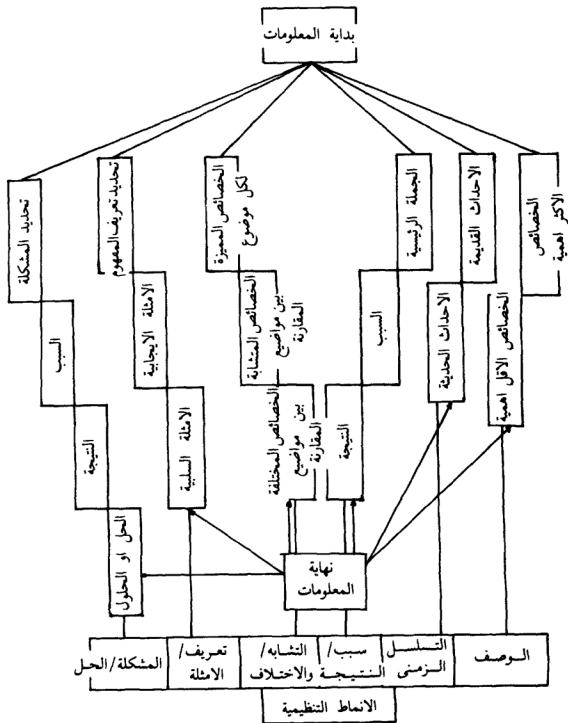 بداية المعلومات
الخصائص
الاكثر اهمية
الخصائص الاقل اهمية
الاحداث القديمة
الاحداث الحديثة
الجملة الرئيسية
السبب
النتيجة
الخصائص المميزة
لكل موضوع
الخصائص المتشابة
بين مواضيع
المقارنة
الخصائص المختلفة
بين مواضيع
المقارنة
تحديد تعريف المفهوم
الامثلة الايجابية
الامثلة السلبية
تحديد المشكلة
السبب
النتيجة
الحل او الحلول
نهاية
المعلومات
الوصف
التسلسل
الزمنى
سبب/
النتيجة
التشابه/
والاختلاف
تعريف/
الامثلة
المشكلة/الحل
الانماط التنظيمية